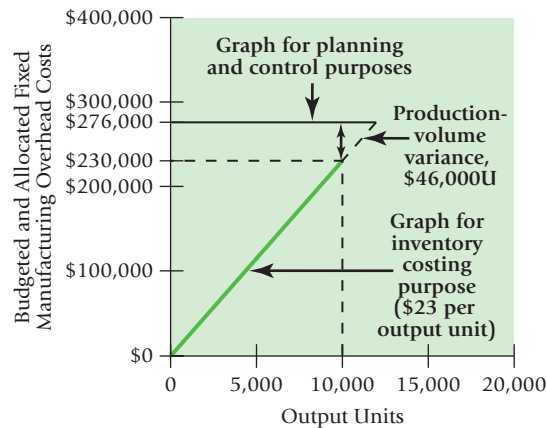 $400,000
$300,000
$276,000
$230,000
$200,000
$100,000
$0
Budgeted and Allocated Fixed
Manufacturing Overhead Costs
Graph for planning
and control purposes
Production-
volume
variance,
$46,000U
Graph for
inventory
costing
purpose
($23 per
output unit)
0
5,000
10,000
15,000
20,000
Output Units